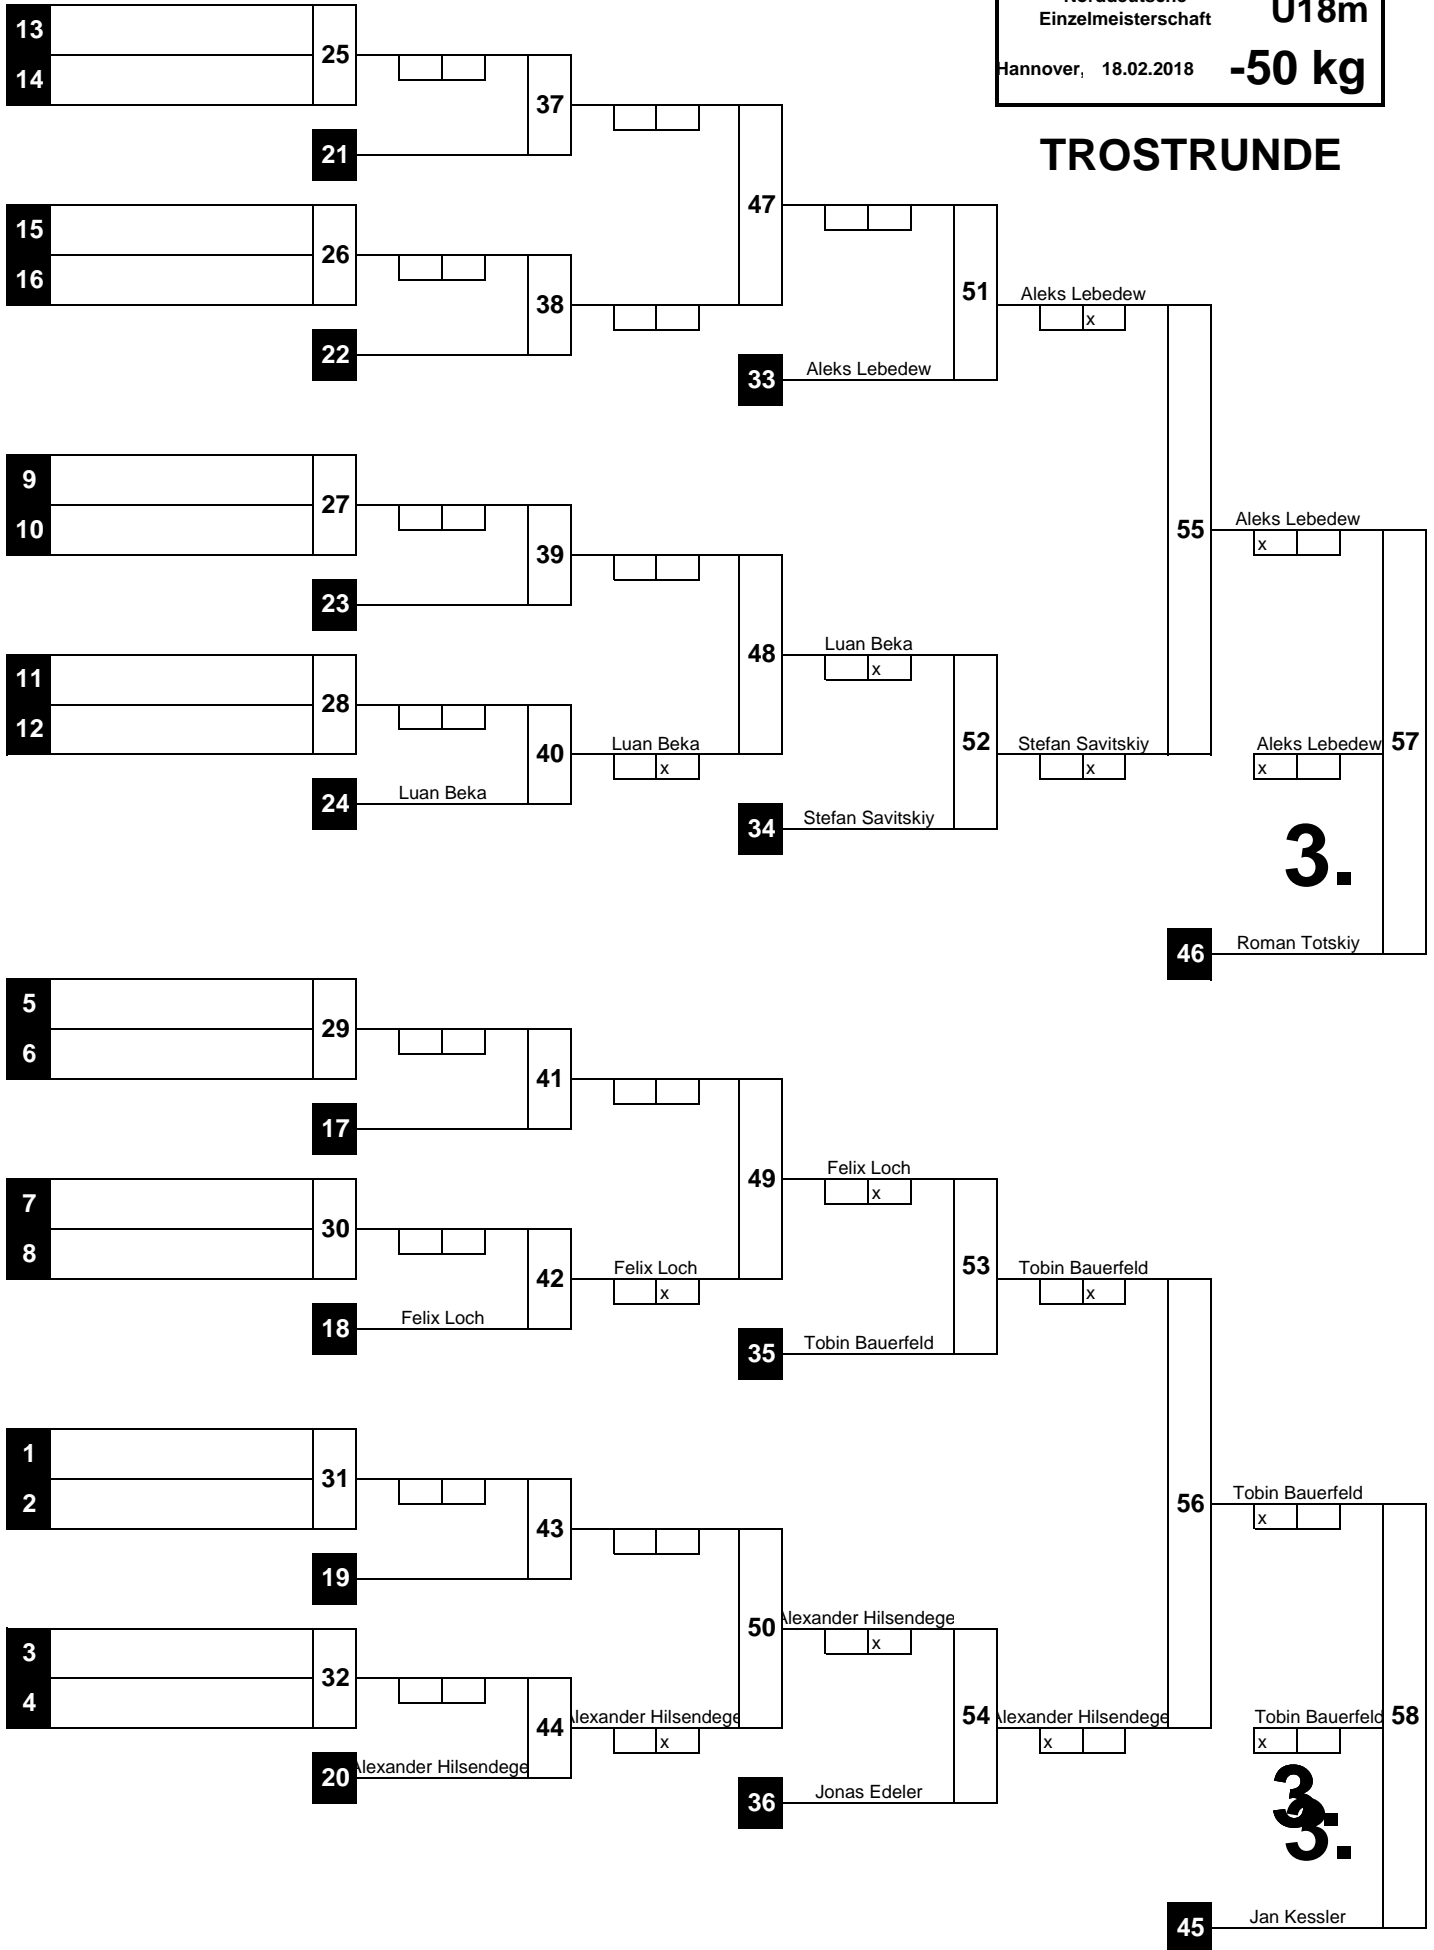 Norddeutsche
Einzelmeisterschaft
U18m
Hannover, 18.02.2018
-50 kg
TROSTRUNDE
13
14
25
37
21
47
15
16
26
38
22
51
Aleks Lebedew
x
33
Aleks Lebedew
9
10
27
39
23
55
Aleks Lebedew
x
48
Luan Beka
x
11
12
28
40
Luan Beka
x
24
Luan Beka
52
Stefan Savitskiy
x
34
Stefan Savitskiy
Aleks Lebedew
x
57
3.
46
Roman Totskiy
5
6
29
41
17
49
Felix Loch
x
7
8
30
42
Felix Loch
x
18
Felix Loch
53
Tobin Bauerfeld
x
35
Tobin Bauerfeld
1
2
31
43
19
56
Tobin Bauerfeld
x
50
Alexander Hilsendege
x
3
4
32
44
Alexander Hilsendege
x
20
Alexander Hilsendege
54
Alexander Hilsendege
x
36
Jonas Edeler
Tobin Bauerfeld
x
58
3.
3.
45
Jan Kessler